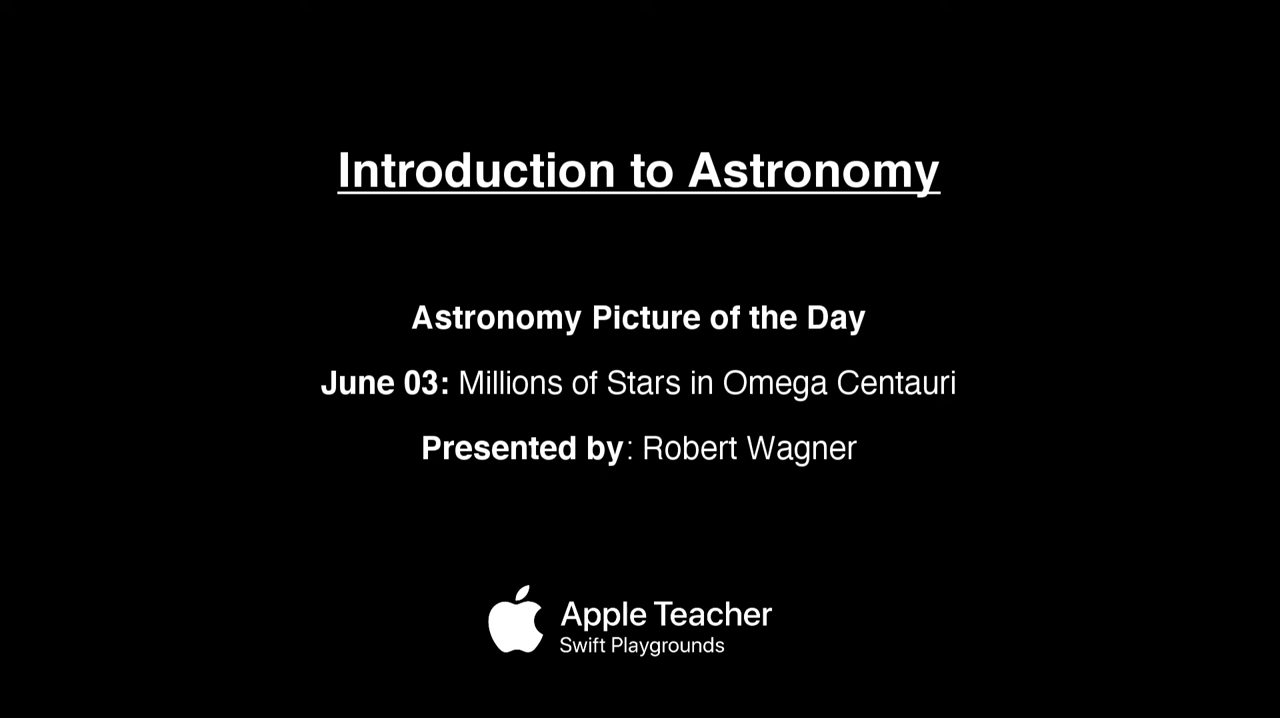 Introduction to Astronomy
Astronomy Picture of the Day
June 03: Millions of Stars in Omega Centauri
Presented by: Robert Wagner
Apple Teacher
Swift Playgrounds